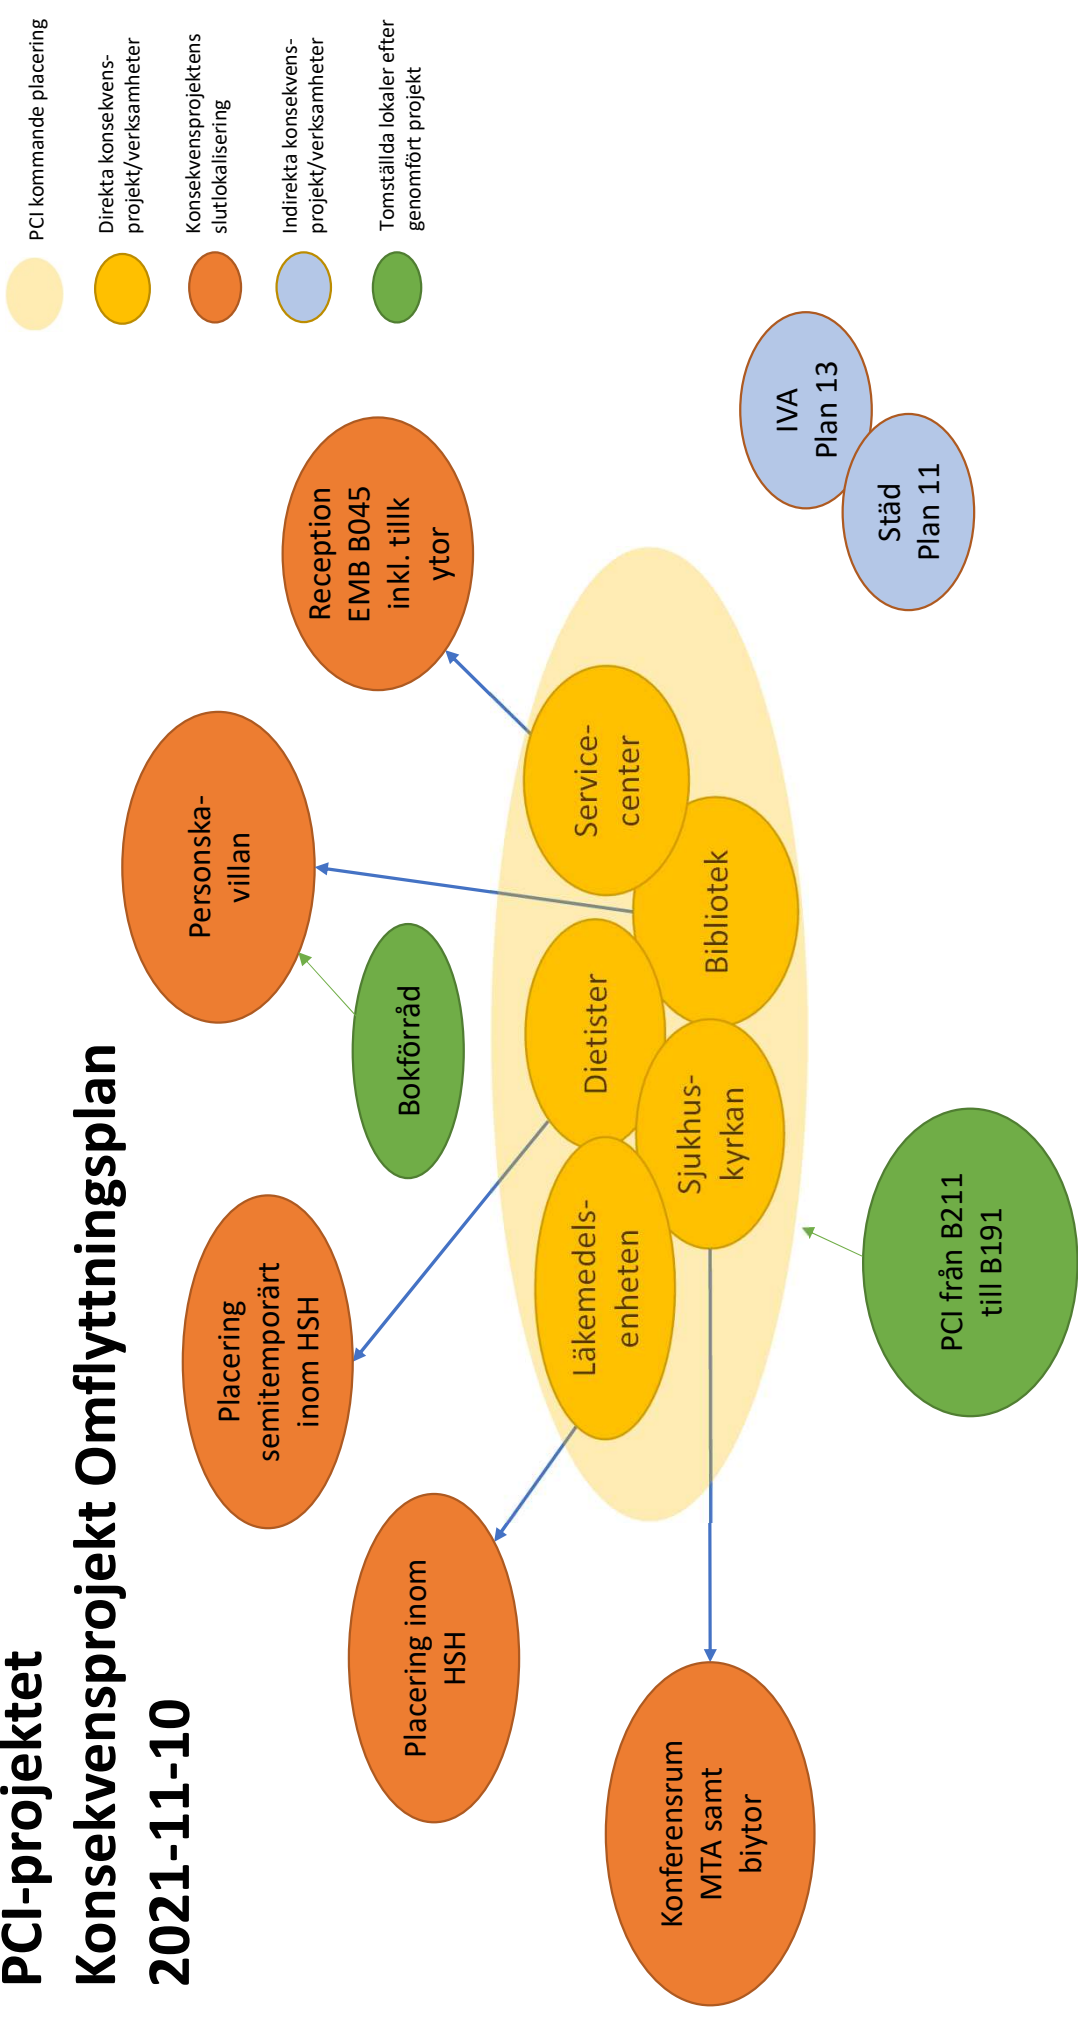 PCI-projektet
Konsekvensprojekt Omflyttningsplan
2021-11-10
PCI kommande placering
Direkta konsekvens-
projekt/verksamheter
Konsekvensprojektens
slutlokalisering
Indirekta konsekvens-
projekt/verksamheter
Tomställda lokaler efter
genomfört projekt
Personska-
villan
Placering
semitemporärt
inom HSH
Reception
EMB B045
inkl. tillk
ytor
Bokförråd
Placering inom
HSH
Dietister
Service-
center
Läkemedels-
enheten
Sjukhus-
kyrkan
Bibliotek
Konferensrum
MTA samt
biytor
IVA
Plan 13
Städ
Plan 11
PCI från B211
till B191